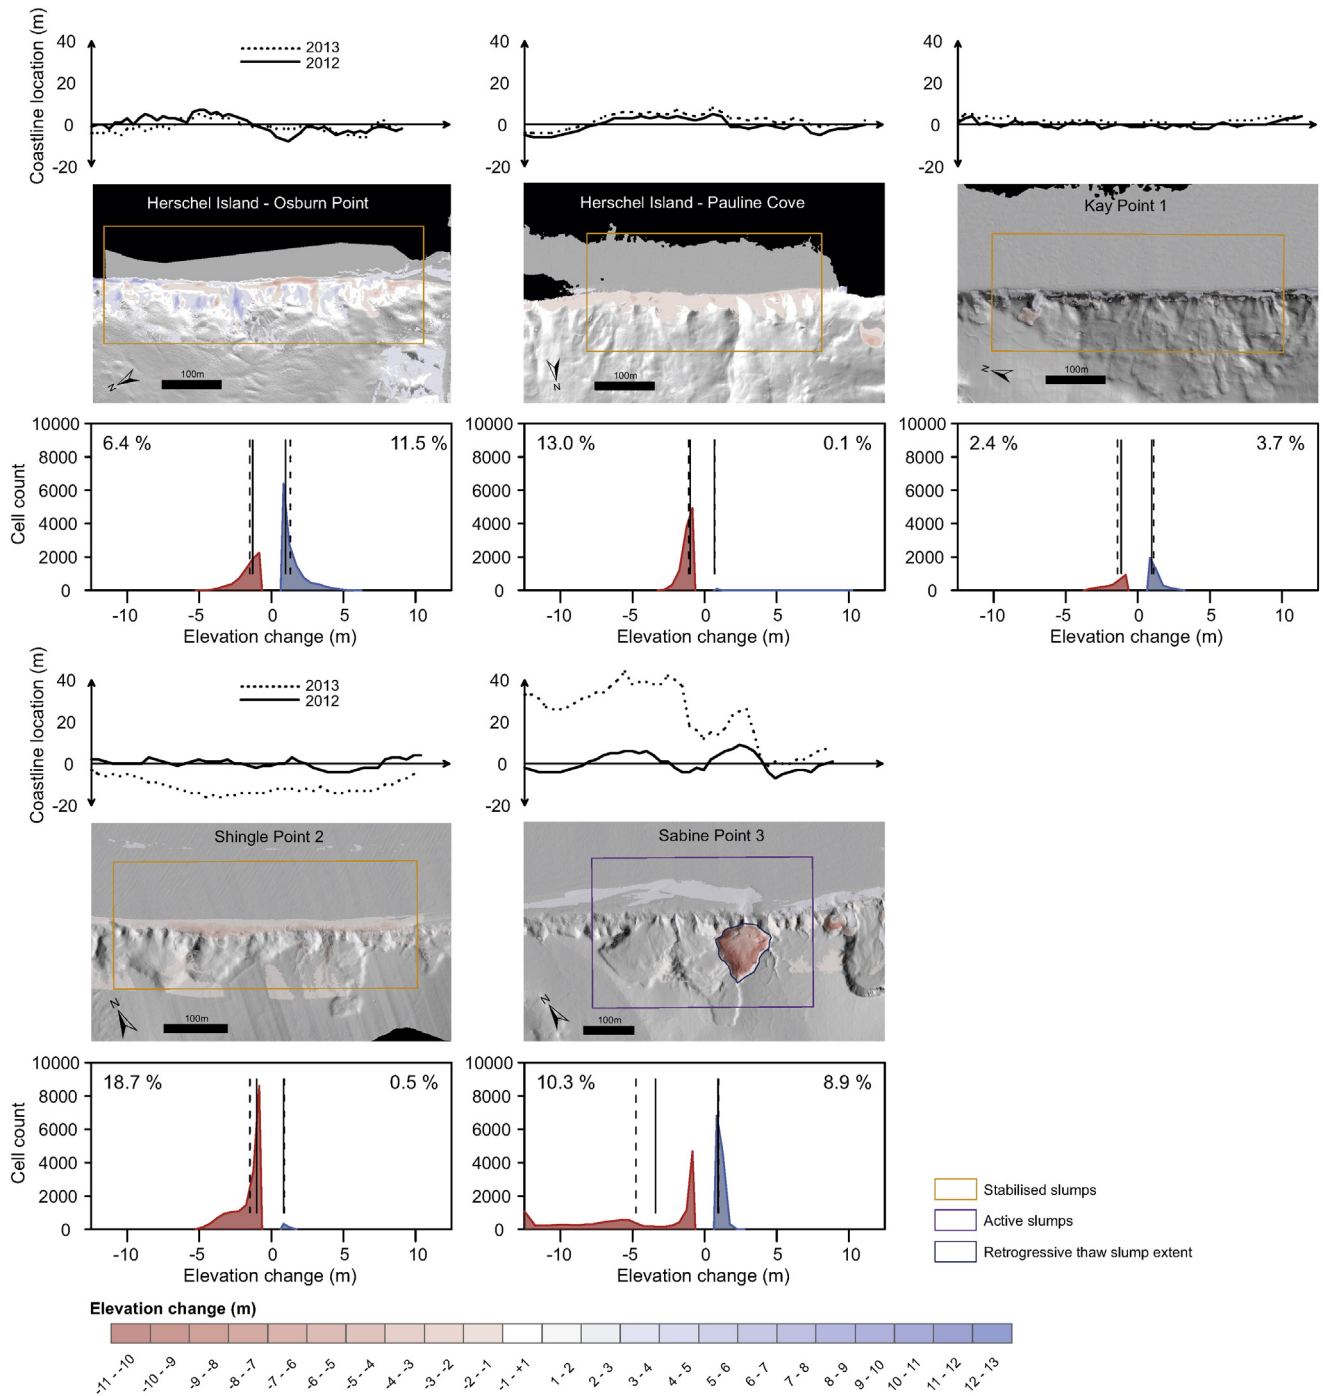 Coastline location (m)
40
20
0
-20
2013
2012
40
20
0
-20
40
20
0
-20
Herschel Island - Osburn Point
N
100m
Herschel Island - Pauline Cove
N
100m
Kay Point 1
N
100m
Cell count
10000
8000
6000
4000
2000
0
6.4 %
11.5 %
-10
-5
0
5
10
Elevation change (m)
10000
8000
6000
4000
2000
0
13.0 %
0.1 %
-10
-5
0
5
10
Elevation change (m)
10000
8000
6000
4000
2000
0
2.4 %
3.7 %
-10
-5
0
5
10
Elevation change (m)
Coastline location (m)
40
20
0
-20
2013
2012
40
20
0
-20
Shingle Point 2
N
100m
Sabine Point 3
N
100m
Cell count
10000
8000
6000
4000
2000
0
18.7 %
0.5 %
-10
-5
0
5
10
Elevation change (m)
10000
8000
6000
4000
2000
0
10.3 %
8.9 %
-10
-5
0
5
10
Elevation change (m)
Stabilised slumps
Active slumps
Retrogressive thaw slump extent
Elevation change (m)
-11 - -10
-10 - -9
-9 - -8
-8 - -7
-7 - -6
-6 - -5
-5 - -4
-4 - -3
-3 - -2
-2 - -1
-1 - +1
1 - 2
2 - 3
3 - 4
4 - 5
5 - 6
6 - 7
7 - 8
8 - 9
9 - 10
10 - 11
11 - 12
12 - 13